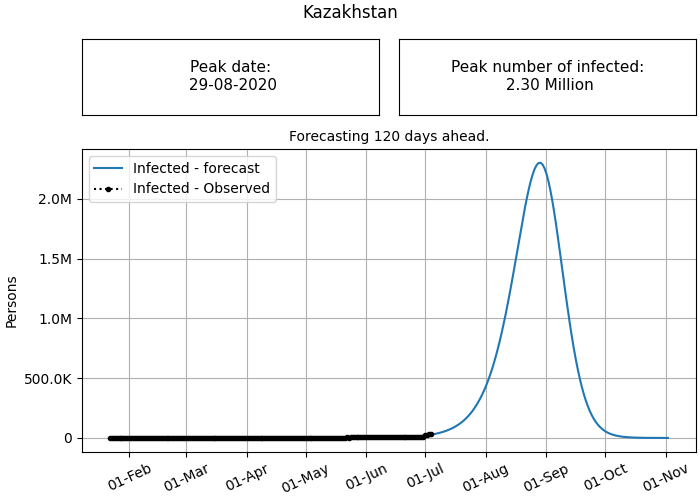 Kazakhstan
Peak date:
29-08-2020
Peak number of infected:
2.30 Million
Forecasting 120 days ahead.
Infected - forecast
Infected - Observed
Persons
2.0M
1.5M
1.0M
500.0K
0
01-Feb
01-Mar
01-Apr
01-May
01-Jun
01-Jul
01-Aug
01-Sep
01-Oct
01-Nov